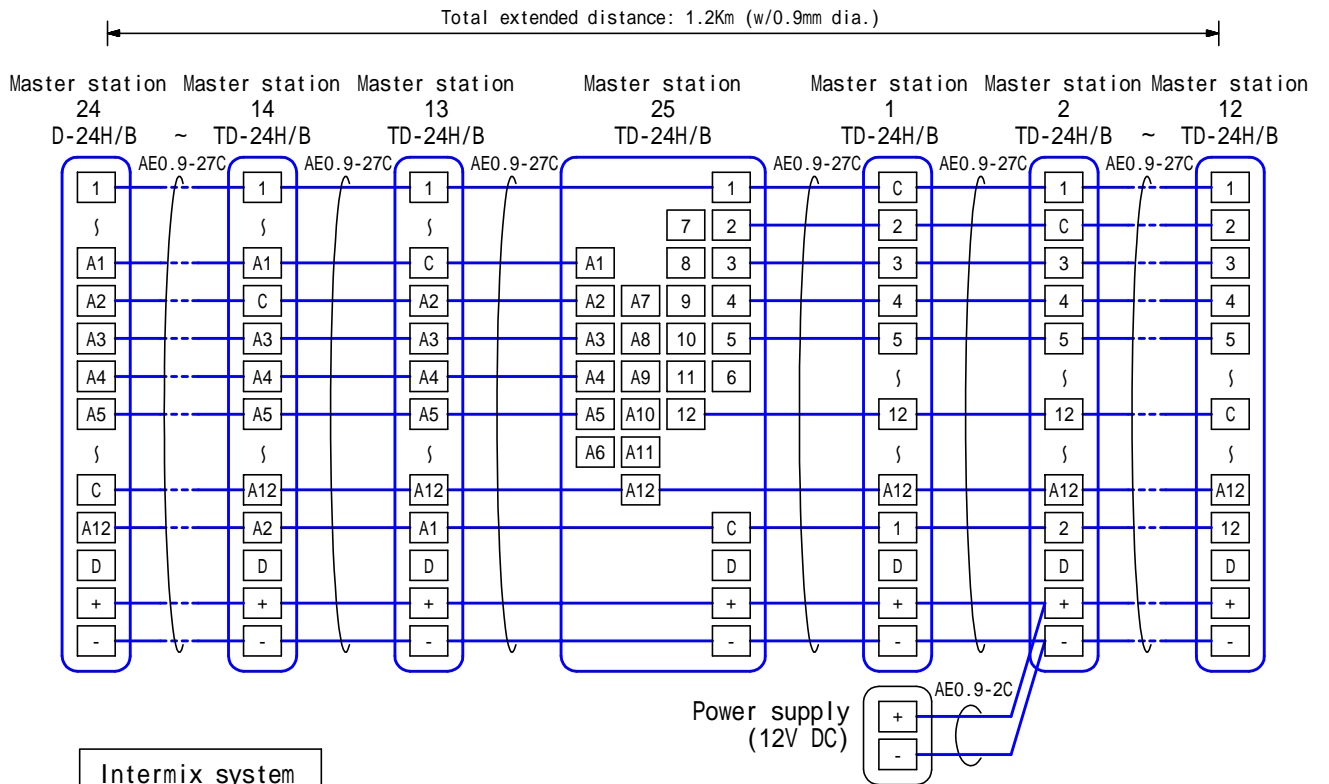 Total extended distance: 1.2Km (w/0.9mm dia.)
Master station Master station Master station Master station Master station Master station Master station
24 14 13 25 1 2 12
D-24H/B ~ TD-24H/B TD-24H/B TD-24H/B TD-24H/B TD-24H/B ~ TD-24H/B
AE0.9-27C AE0.9-27C AE0.9-27C AE0.9-27C AE0.9-27C AE0.9-27C
1 1 1 1 C 1 1
~ ~ ~ 7 2 2 C 2
A1 A1 C A1 8 3 3 3 3
A2 C A2 A2 A7 9 4 4 4 4
A3 A3 A3 A3 A8 10 5 5 5 5
A4 A4 A4 A4 A9 11 6 ~ ~ ~
A5 A5 A5 A5 A10 12 12 12 C
~ ~ ~ A6 A11 ~ ~ ~
C A12 A12 A12 A12 A12 A12
A12 A2 A1 C 1 2 12
D D D D D D D
+ + + + + + +
- - - - - - -
AE0.9-2C
Power supply +
(12V DC) -
Intermix system